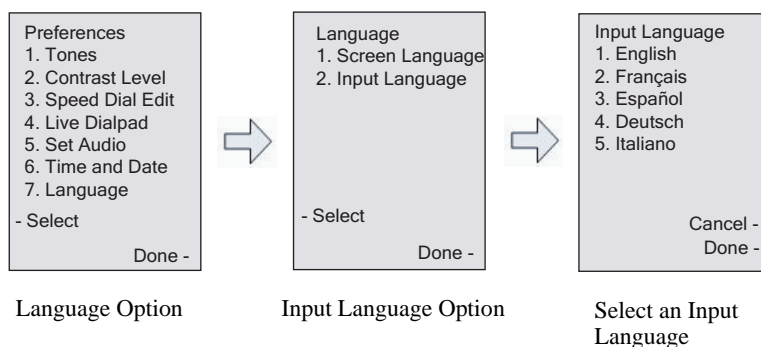 Preferences
1. Tones
2. Contrast Level
3. Speed Dial Edit
4. Live Dialpad
5. Set Audio
6. Time and Date
7. Language
- Select
Done -
Language Option
Language
1. Screen Language
2. Input Language
- Select
Done -
Input Language Option
Input Language
1. English
2. Français
3. Español
4. Deutsch
5. Italiano
Cancel -
Done -
Select an Input
Language